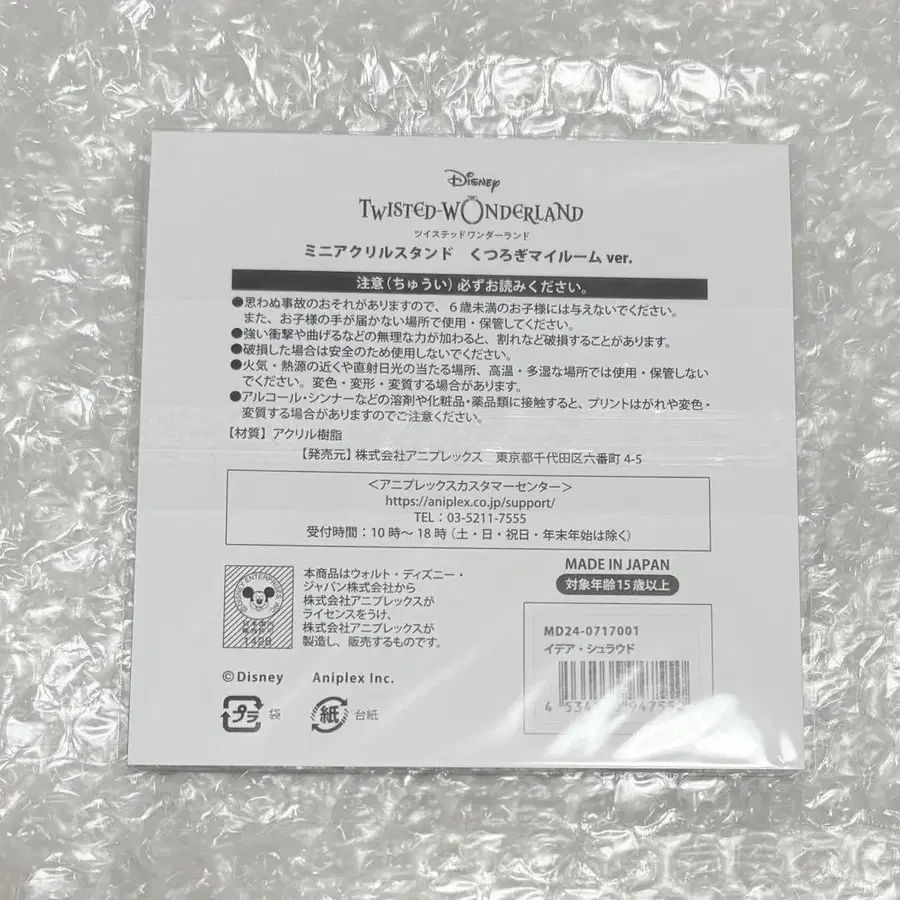 Disney
TWISTED-WONDERLAND
ツイステッドワンダーランド
ミニアクリルスタンド くつろぎマイルーム ver.
注意（ちゅうい）必ずお読みください。
●思わぬ事故のおそれがありますので、６歳未満のお子様には与えないでください。
また、お子様の手が届かない場所で使用・保管してください。
●強い衝撃や曲げるなどの無理な力が加わると、割れなど破損することがあります。
●破損した場合は安全のため使用しないでください。
●火気・熱源の近くや直射日光の当たる場所、高温・多湿な場所では使用・保管しない
でください。変色・変形・変質する場合があります。
●アルコール・シンナーなどの溶剤や化粧品・薬品類に接触すると、プリントはがれや変色・
変質する場合がありますのでご注意ください。
【材質】アクリル樹脂
【発売元】株式会社アニプレックス 東京都千代田区六番町 4-5
＜アニプレックスカスタマーセンター＞
https://aniplex.co.jp/support/
TEL：03-5211-7555
受付時間：10 時～ 18 時（土・日・祝日・年末年始は除く）
MADE IN JAPAN
対象年齢15歳以上
本商品はウォルト・ディズニー・
ジャパン株式会社から
株式会社アニプレックスが
ライセンスをうけ、
株式会社アニプレックスが
製造し、販売するものです。
1428
MD24-0717001
イデア・シュラウド
©Disney Aniplex Inc.
プラ 袋 紙 台紙